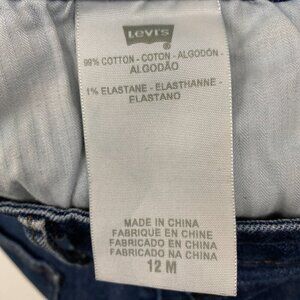 Levi's
99% COTTON - COTON - ALGODÓN -
ALGODÃO
1% ELASTANE - ELASTHANNE -
ELASTANO
MADE IN CHINA
FABRIQUE EN CHINE
FABRICADO EN CHINA
FABRICADO NA CHINA
12 M